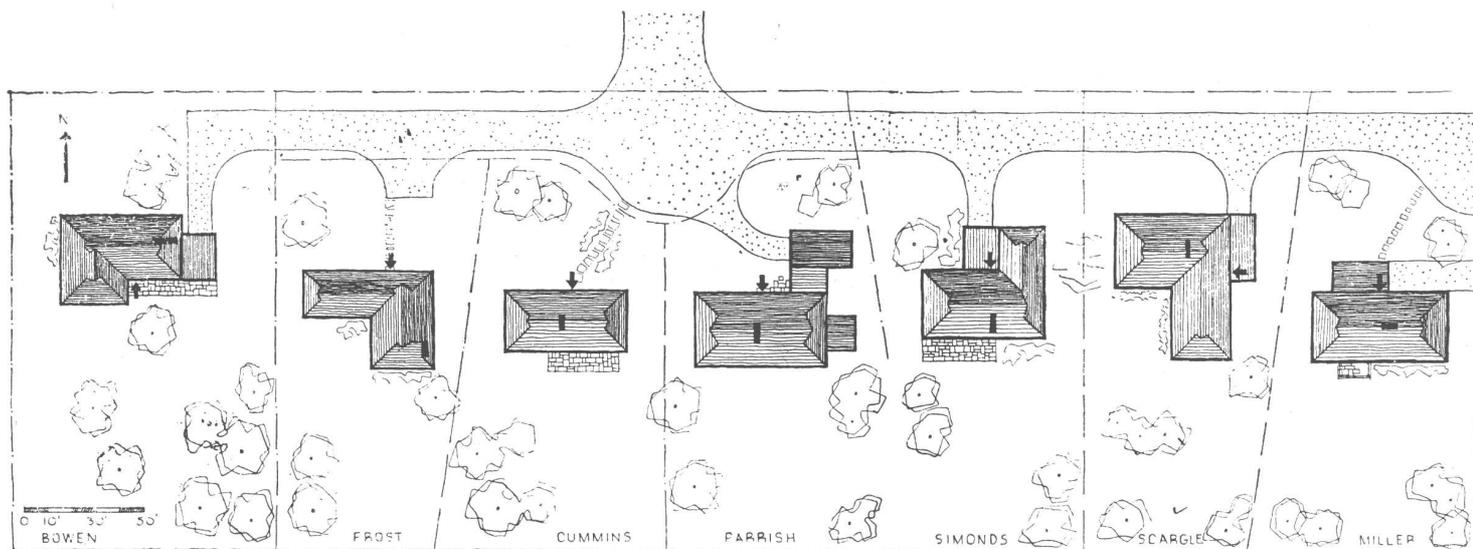 N
0 10' 30' 50'
BOWEN
FROST
CUMMINS
PARRISH
SIMONDS
SCARGLE
MILLER